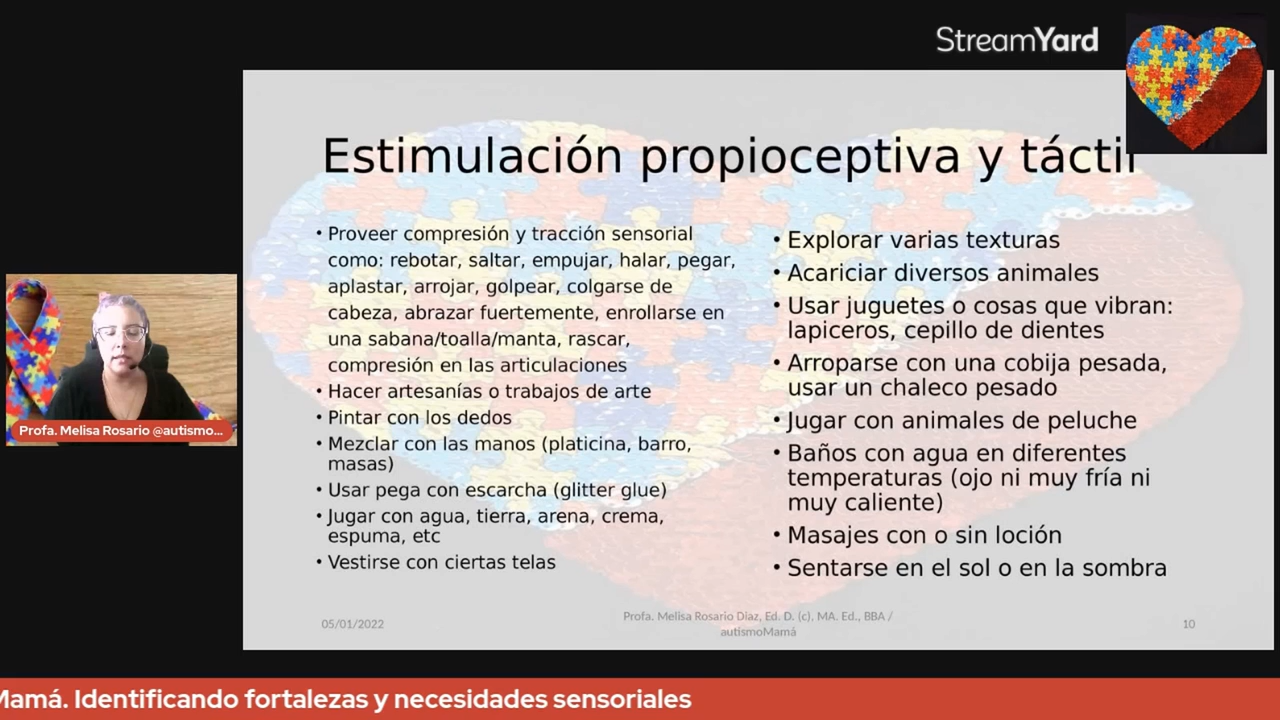 StreamYard
Estimulación propioceptiva y táctil
• Proveer compresión y tracción sensorial
como: rebotar, saltar, empujar, halar, pegar,
aplastar, arrojar, golpear, colgarse de
cabeza, abrazar fuertemente, enrollarse en
una sabana/toalla/manta, rascar,
compresión en las articulaciones
• Hacer artesanías o trabajos de arte
• Pintar con los dedos
• Mezclar con las manos (platicina, barro,
masas)
• Usar pega con escarcha (glitter glue)
• Jugar con agua, tierra, arena, crema,
espuma, etc
• Vestirse con ciertas telas
• Explorar varias texturas
• Acariciar diversos animales
• Usar juguetes o cosas que vibran:
lapiceros, cepillo de dientes
• Arroparse con una cobija pesada,
usar un chaleco pesado
• Jugar con animales de peluche
• Baños con agua en diferentes
temperaturas (ojo ni muy fría ni
muy caliente)
• Masajes con o sin loción
• Sentarse en el sol o en la sombra
Profa. Melisa Rosario @autismo...
05/01/2022
Profa. Melisa Rosario Diaz, Ed. D. (c), MA. Ed., BBA /
autismoMamá
10
Mamá. Identificando fortalezas y necesidades sensoriales